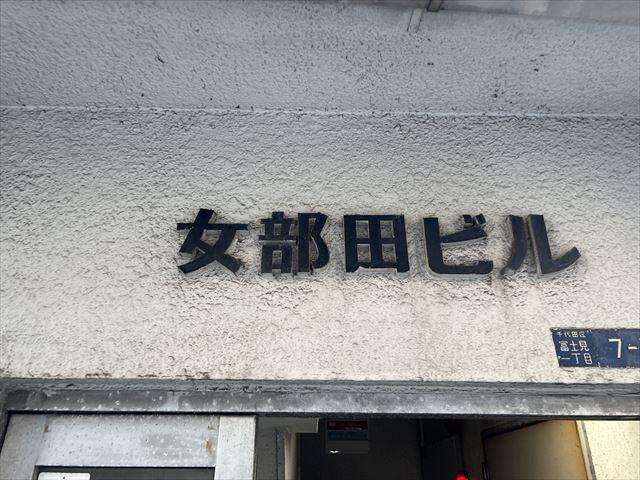 女部田ビル
千代田区
富士見
一丁目
7-